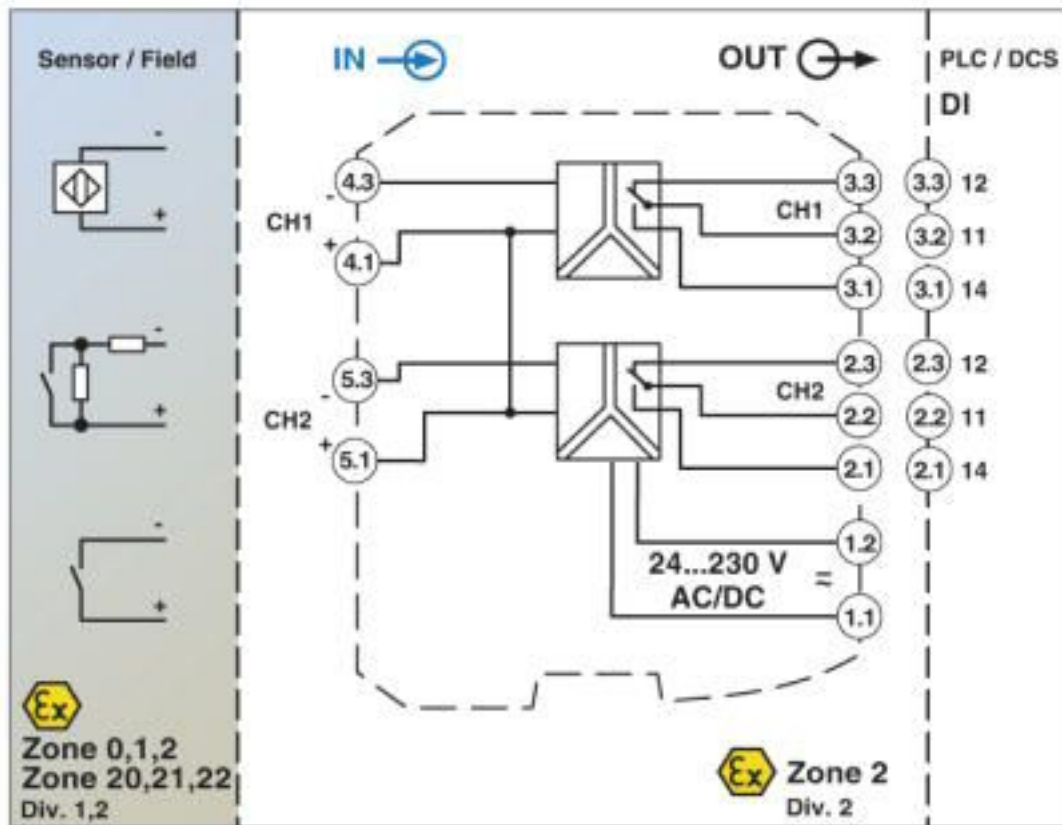 Sensor / Field
IN
OUT
PLC / DCS
DI
-
+
-
+
-
+
4.3
-
CH1
+
4.1
5.3
-
CH2
+
5.1
3.3
CH1
3.2
3.1
2.3
CH2
2.2
2.1
1.2
24...230 V
AC/DC
=
≈
1.1
3.3 12
3.2 11
3.1 14
2.3 12
2.2 11
2.1 14
Ex
Zone 0,1,2
Zone 20,21,22
Div. 1,2
Ex
Zone 2
Div. 2